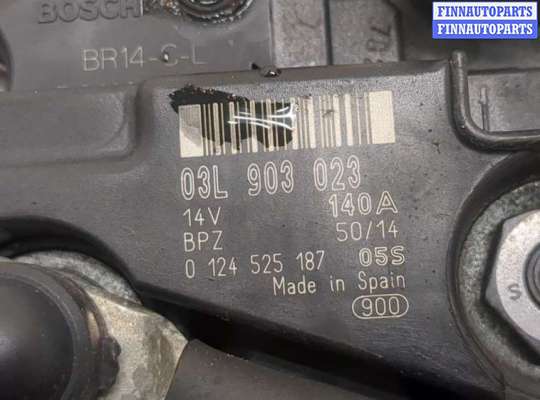 FINNAUTOPARTS
FINNAUTOPARTS
BOSCH
BR14-C-L
03L 903 023
14V 140A
BPZ 50/14
0 124 525 187 05S
Made in Spain
900
S